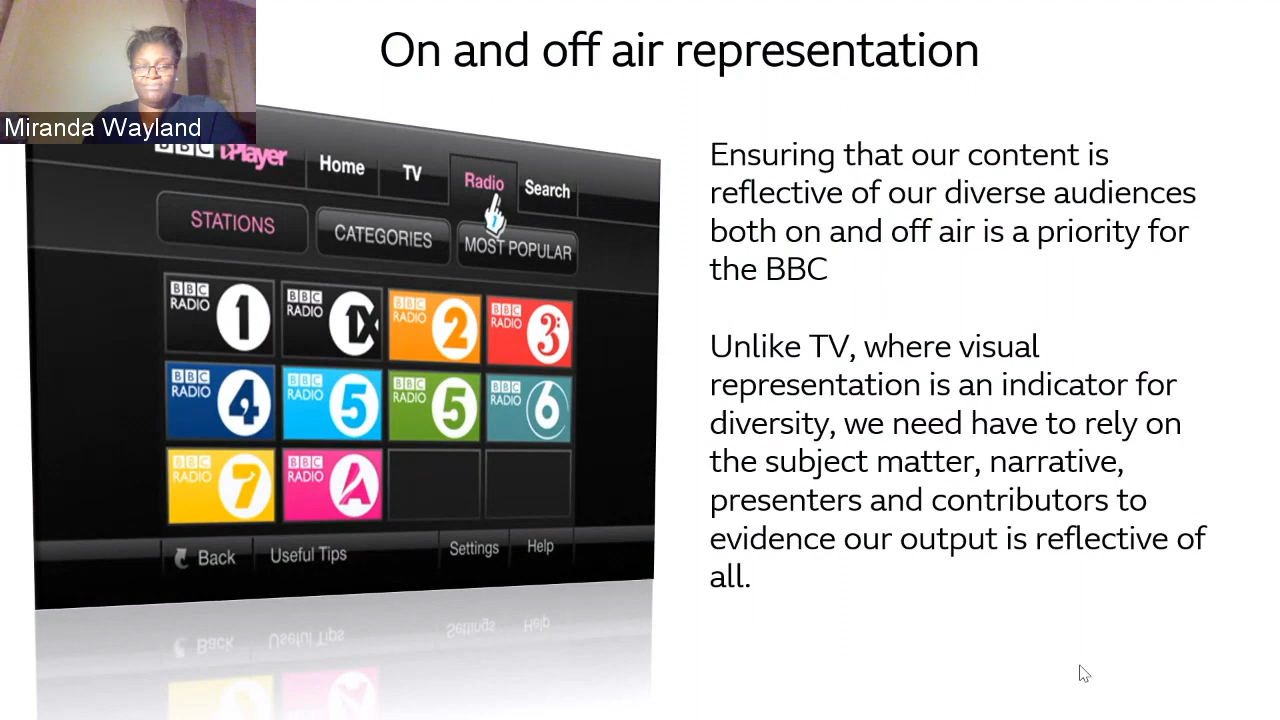 On and off air representation
Miranda Wayland
BBC iPlayer
Home
TV
Radio
Search
STATIONS
CATEGORIES
MOST POPULAR
BBC
RADIO
1
BBC
RADIO
1X
BBC
RADIO
2
BBC
RADIO
3
BBC
RADIO
4
BBC
RADIO
5
BBC
RADIO
5
BBC
RADIO
6
BBC
RADIO
7
BBC
RADIO
A
Back
Useful Tips
Settings
Help
Back
Useful Tips
Settings
Help
Ensuring that our content is
reflective of our diverse audiences
both on and off air is a priority for
the BBC
Unlike TV, where visual
representation is an indicator for
diversity, we need have to rely on
the subject matter, narrative,
presenters and contributors to
evidence our output is reflective of
all.